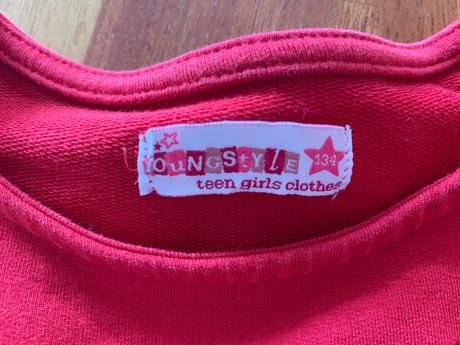 YOUNGSTYLE
134
teen girls clothes